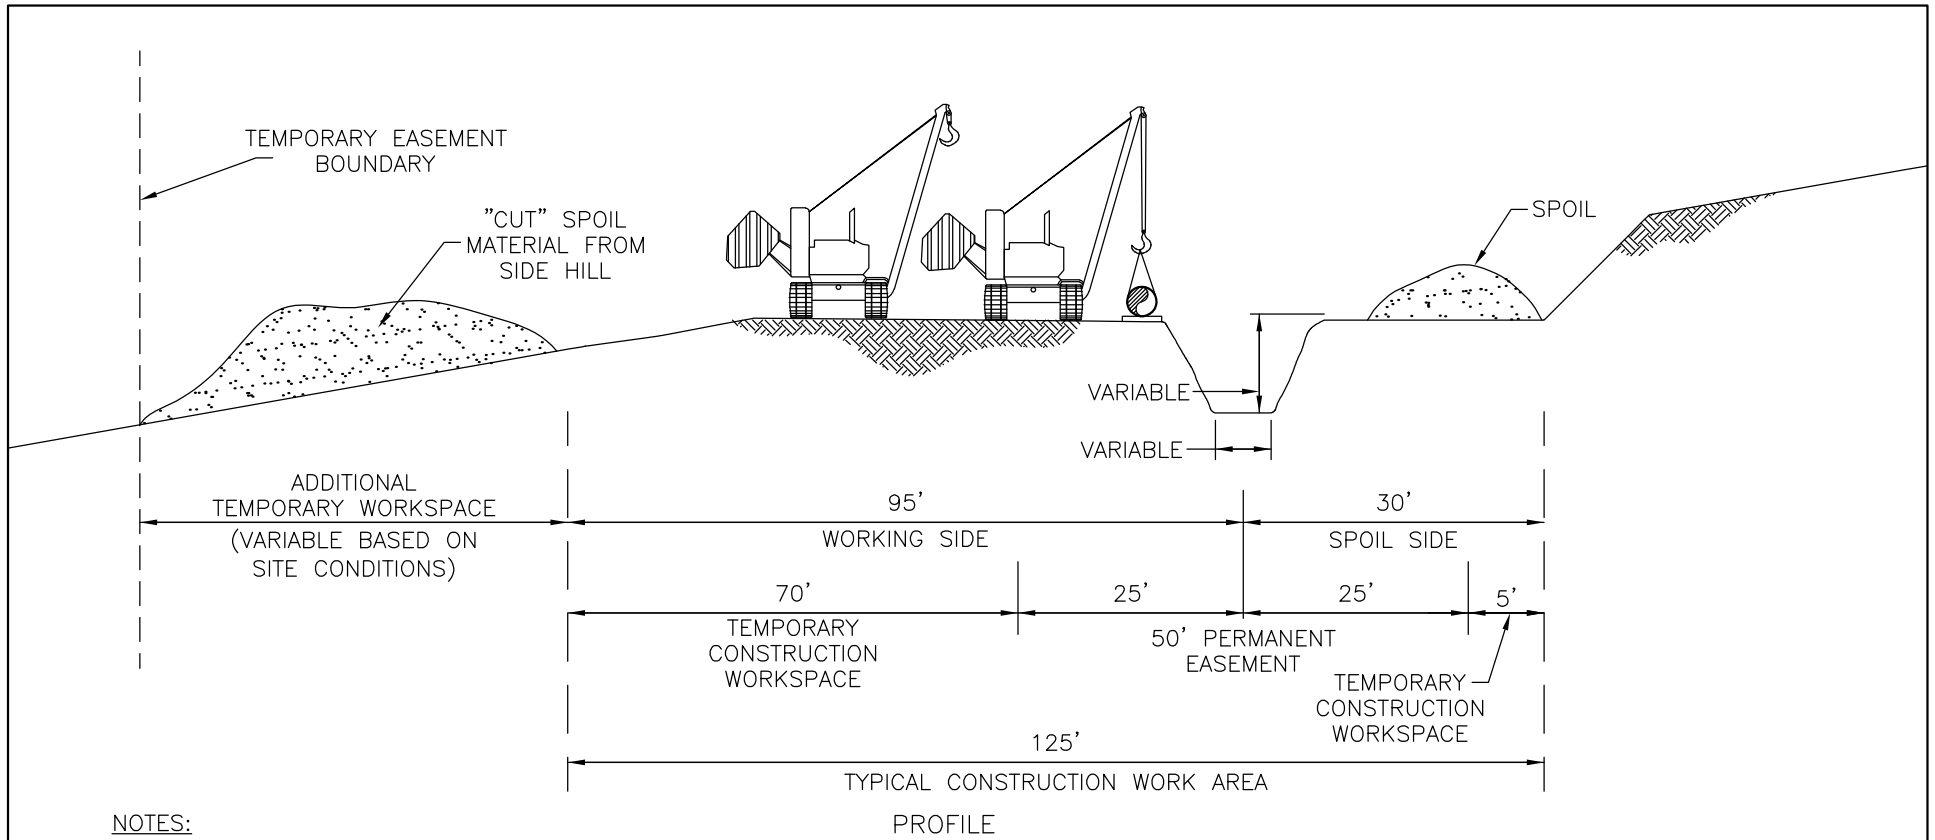 TEMPORARY EASEMENT
BOUNDARY
"CUT" SPOIL
MATERIAL FROM
SIDE HILL
SPOIL
VARIABLE
VARIABLE
ADDITIONAL
TEMPORARY WORKSPACE
(VARIABLE BASED ON
SITE CONDITIONS)
95'
WORKING SIDE
30'
SPOIL SIDE
70'
TEMPORARY
CONSTRUCTION
WORKSPACE
25'
25'
50' PERMANENT
EASEMENT
5'
TEMPORARY
CONSTRUCTION
WORKSPACE
125'
TYPICAL CONSTRUCTION WORK AREA
NOTES:
PROFILE